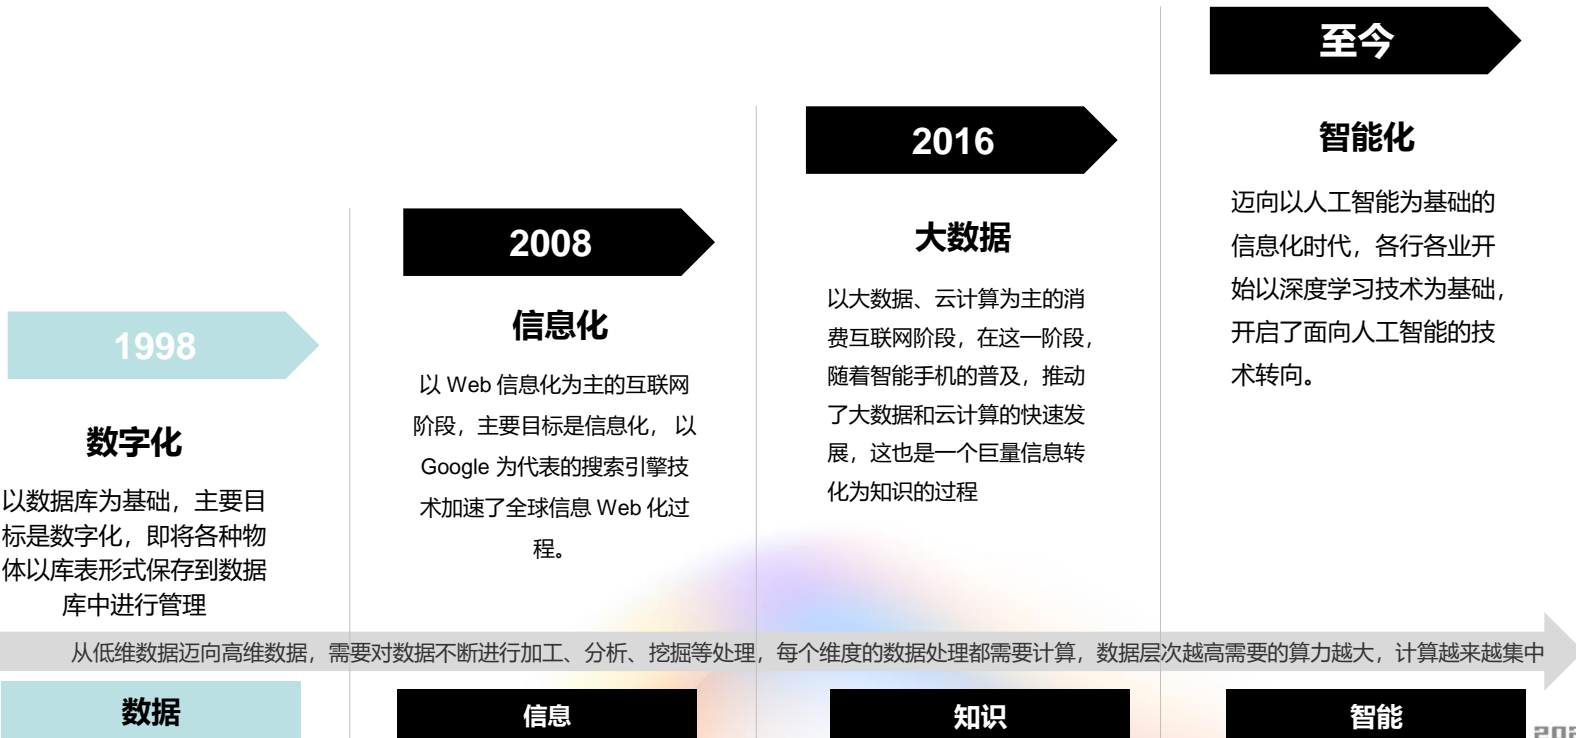 1998
数字化
以数据库为基础，主要目
标是数字化，即将各种物
体以库表形式保存到数据
库中进行管理
2008
信息化
以 Web 信息化为主的互联网
阶段，主要目标是信息化， 以
Google 为代表的搜索引擎技
术加速了全球信息 Web 化过
程。
2016
大数据
以大数据、云计算为主的消
费互联网阶段，在这一阶段，
随着智能手机的普及，推动
了大数据和云计算的快速发
展，这也是一个巨量信息转
化为知识的过程
至今
智能化
迈向以人工智能为基础的
信息化时代，各行各业开
始以深度学习技术为基础，
开启了面向人工智能的技
术转向。
从低维数据迈向高维数据，需要对数据不断进行加工、分析、挖掘等处理，每个维度的数据处理都需要计算，数据层次越高需要的算力越大，计算越来越集中
数据
信息
知识
智能